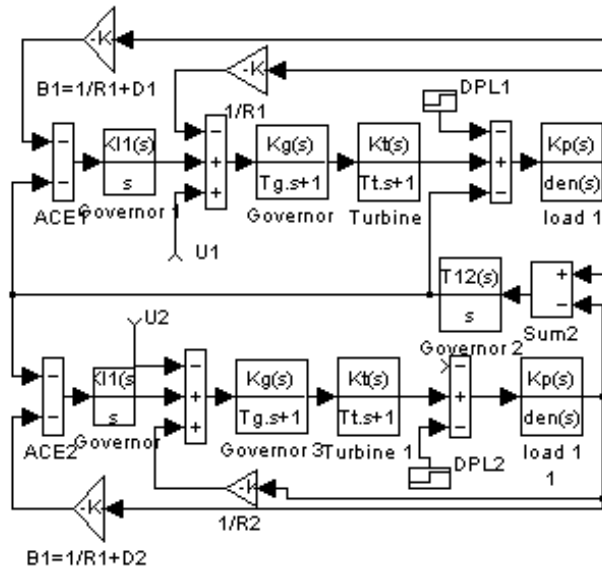 -K
B1=1/R1+D1
-K
1/R1
DPL1
KI1(s)
s
Kg(s)
Tg.s+1
Kt(s)
Tt.s+1
Kp(s)
den(s)
ACE1
Governor 1
Governor
Turbine
load 1
U1
T12(s)
s
Sum2
Governor 2
U2
KI1(s
s
Kg(s)
Tg.s+1
Kt(s)
Tt.s+1
Kp(s)
den(s)
ACE2
Governor
Governor 3
Turbine 1
DPL2
load 1
1
-K
1/R2
-K
B1=1/R1+D2